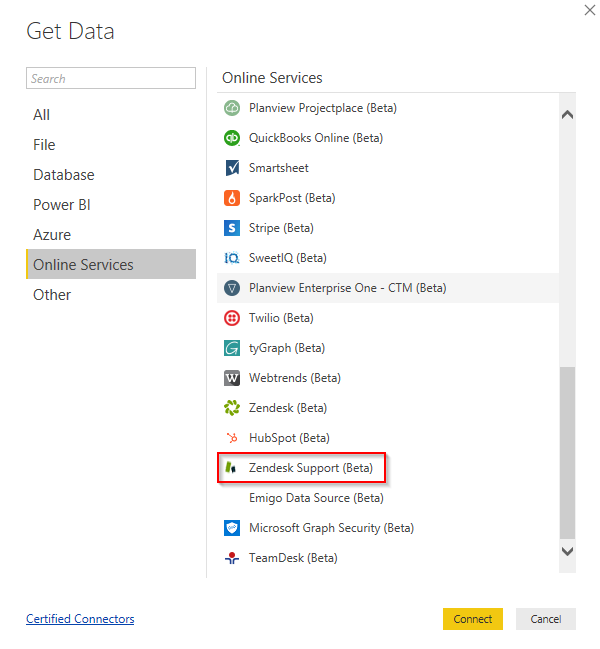 Get Data
Search
All
File
Database
Power BI
Azure
Online Services
Other
Online Services
Planview Projectplace (Beta)
QuickBooks Online (Beta)
Smartsheet
SparkPost (Beta)
Stripe (Beta)
SweetIQ (Beta)
Planview Enterprise One - CTM (Beta)
Twilio (Beta)
tyGraph (Beta)
Webtrends (Beta)
Zendesk (Beta)
HubSpot (Beta)
Zendesk Support (Beta)
Emigo Data Source (Beta)
Microsoft Graph Security (Beta)
TeamDesk (Beta)
Certified Connectors
Connect
Cancel